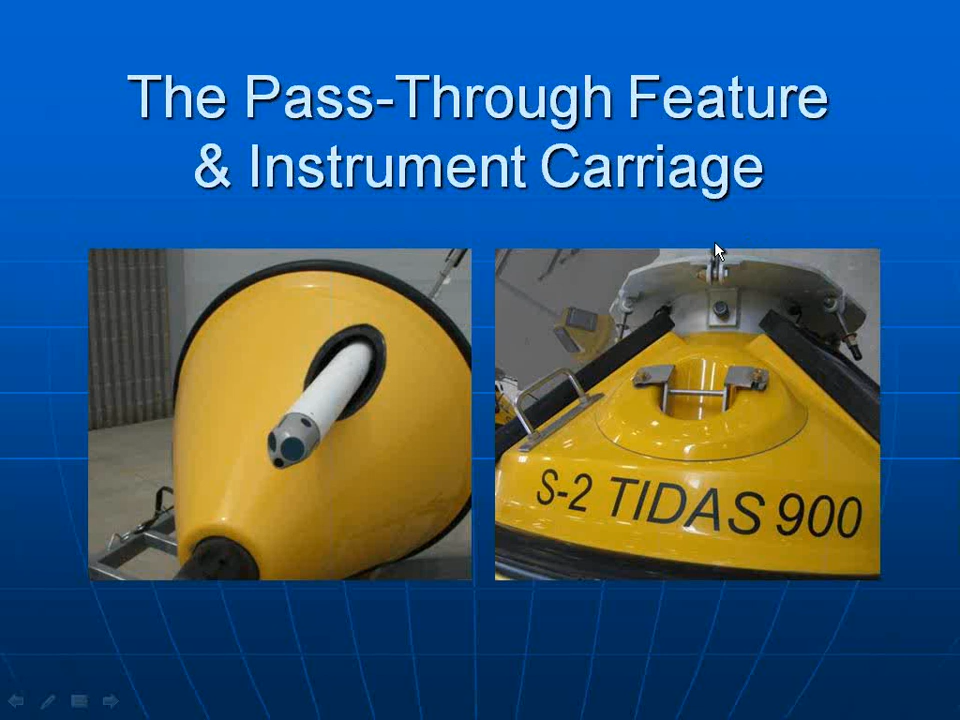 The Pass-Through Feature
& Instrument Carriage
S-2 TIDAS 900